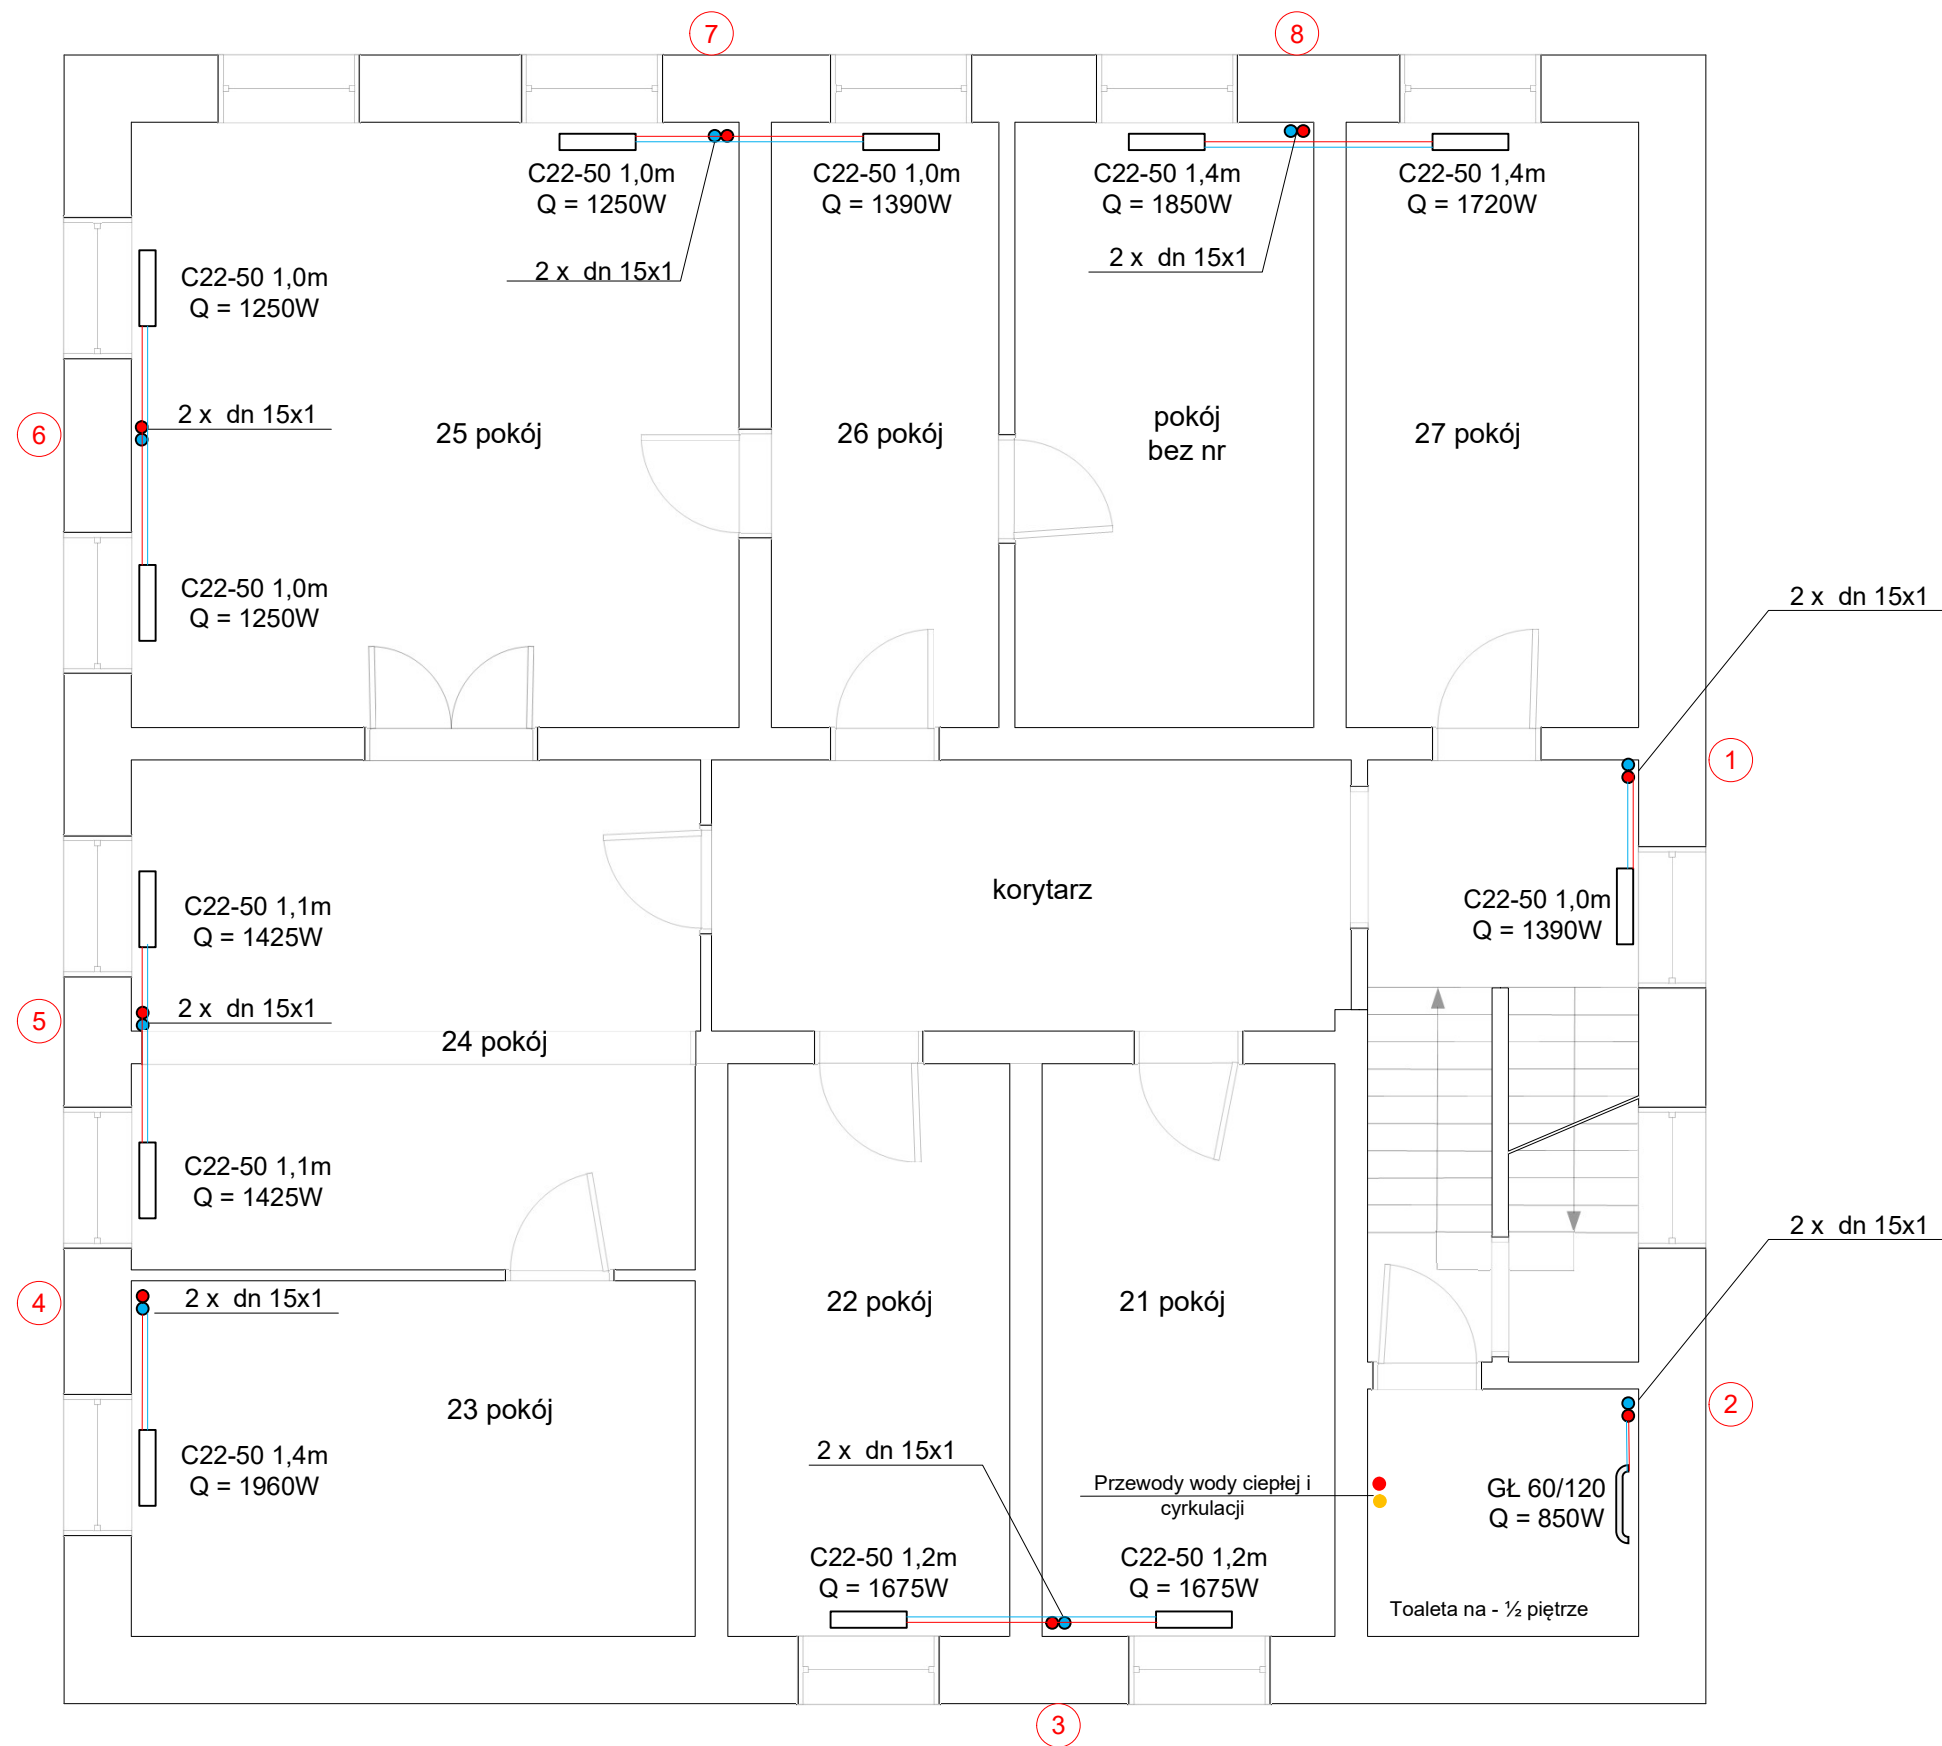 7
8
C22-50 1,0m
Q = 1250W
C22-50 1,0m
Q = 1390W
C22-50 1,4m
Q = 1850W
C22-50 1,4m
Q = 1720W
2 x dn 15x1
2 x dn 15x1
C22-50 1,0m
Q = 1250W
6
2 x dn 15x1
25 pokój
26 pokój
pokój
bez nr
27 pokój
C22-50 1,0m
Q = 1250W
2 x dn 15x1
1
C22-50 1,1m
Q = 1425W
korytarz
C22-50 1,0m
Q = 1390W
5
2 x dn 15x1
24 pokój
C22-50 1,1m
Q = 1425W
2 x dn 15x1
4
2 x dn 15x1
22 pokój
21 pokój
23 pokój
2
C22-50 1,4m
Q = 1960W
2 x dn 15x1
Przewody wody ciepłej i
cyrkulacji
GŁ 60/120
Q = 850W
C22-50 1,2m
Q = 1675W
C22-50 1,2m
Q = 1675W
Toaleta na - ½ piętrze
3